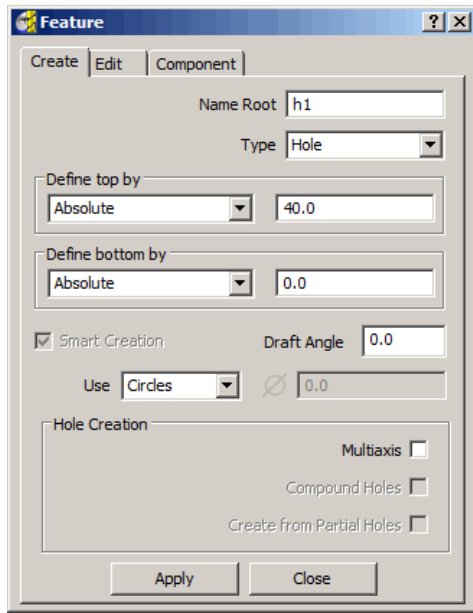 Feature
Create Edit Component
Name Root h1
Type Hole
Define top by
Absolute 40.0
Define bottom by
Absolute 0.0
Smart Creation Draft Angle 0.0
Use Circles Ø 0.0
Hole Creation
Multiaxis
Compound Holes
Create from Partial Holes
Apply Close